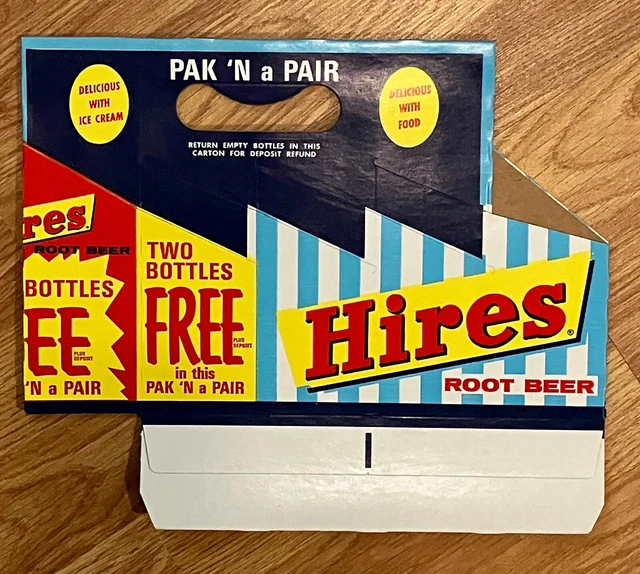 PAK 'N a PAIR
DELICIOUS
WITH
ICE CREAM
DELICIOUS
WITH
FOOD
RETURN EMPTY BOTTLES IN THIS
CARTON FOR DEPOSIT REFUND
res.
ROOT BEER
BOTTLES
EE
PLUS
DEPOSIT
'N a PAIR
TWO
BOTTLES
FREE
PLUS
DEPOSIT
in this
PAK 'N a PAIR
Hires®
ROOT BEER